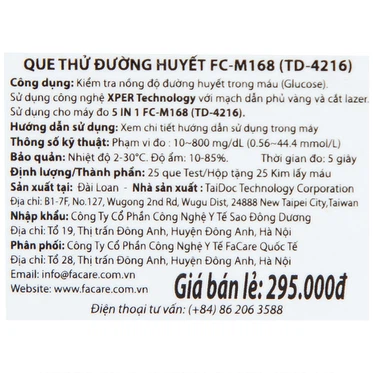 QUE THỬ ĐƯỜNG HUYẾT FC-M168 (TD-4216)
Công dụng: Kiểm tra nồng độ đường huyết trong máu (Glucose).
Sử dụng công nghệ XPER Technology với mạch dẫn phủ vàng và cắt lazer.
Sử dụng cho máy đo 5 IN 1 FC-M168 (TD-4216).
Hướng dẫn sử dụng: Xem chi tiết hướng dẫn sử dụng trong máy
Thông số kỹ thuật: Phạm vi đo : 10~800 mg/dL (0.56~44.4 mmol/L)
Bảo quản: Nhiệt độ 2-30°C. Độ ẩm: 10-85%. Thời gian đo: 5 giây
Định lượng/Thành phần: 25 que Test/Hộp tặng 25 Kim lấy máu
Sản xuất tại: Đài Loan - Nhà sản xuất: TaiDoc Technology Corporation
Địa chỉ: B1-7F, No.127, Wugong 2nd Rd, Wugu Dist, 24888 New Taipei City,Taiwan
Nhập khẩu: Công Ty Cổ Phần Công Nghệ Y Tế Sao Đông Dương
Địa chỉ: Tổ 19, Thị trấn Đông Anh, Huyện Đông Anh, Hà Nội
Phân phối: Công Ty Cổ Phần Công Nghệ Y Tế FaCare Quốc Tế
Địa chỉ: Tổ 28, Thị trấn Đông Anh, Huyện Đông Anh, Hà Nội
Email: info@facare.com.vn
Website: www.facare.com.vn
Giá bán lẻ: 295.000đ
Điện thoại tư vấn: (+84) 86 206 3588